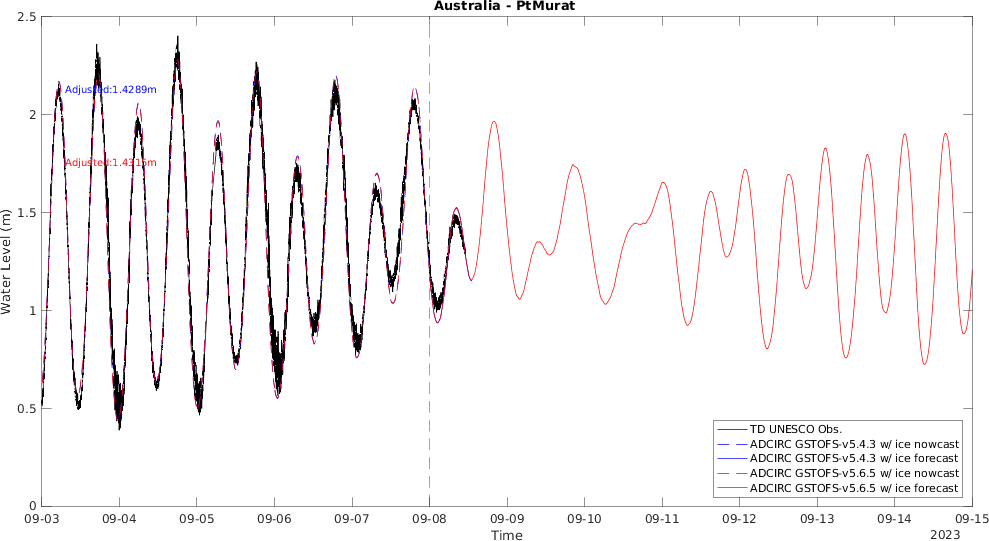 Australia - PtMurat
2.5
2
1.5
1
0.5
0
Water Level (m)
Adjusted:1.4289m
Adjusted:1.4315m
TD UNESCO Obs.
ADCIRC GSTOFS-v5.4.3 w/ ice nowcast
ADCIRC GSTOFS-v5.4.3 w/ ice forecast
ADCIRC GSTOFS-v5.6.5 w/ ice nowcast
ADCIRC GSTOFS-v5.6.5 w/ ice forecast
09-03 09-04 09-05 09-06 09-07 09-08 09-09 09-10 09-11 09-12 09-13 09-14 09-15
Time
2023